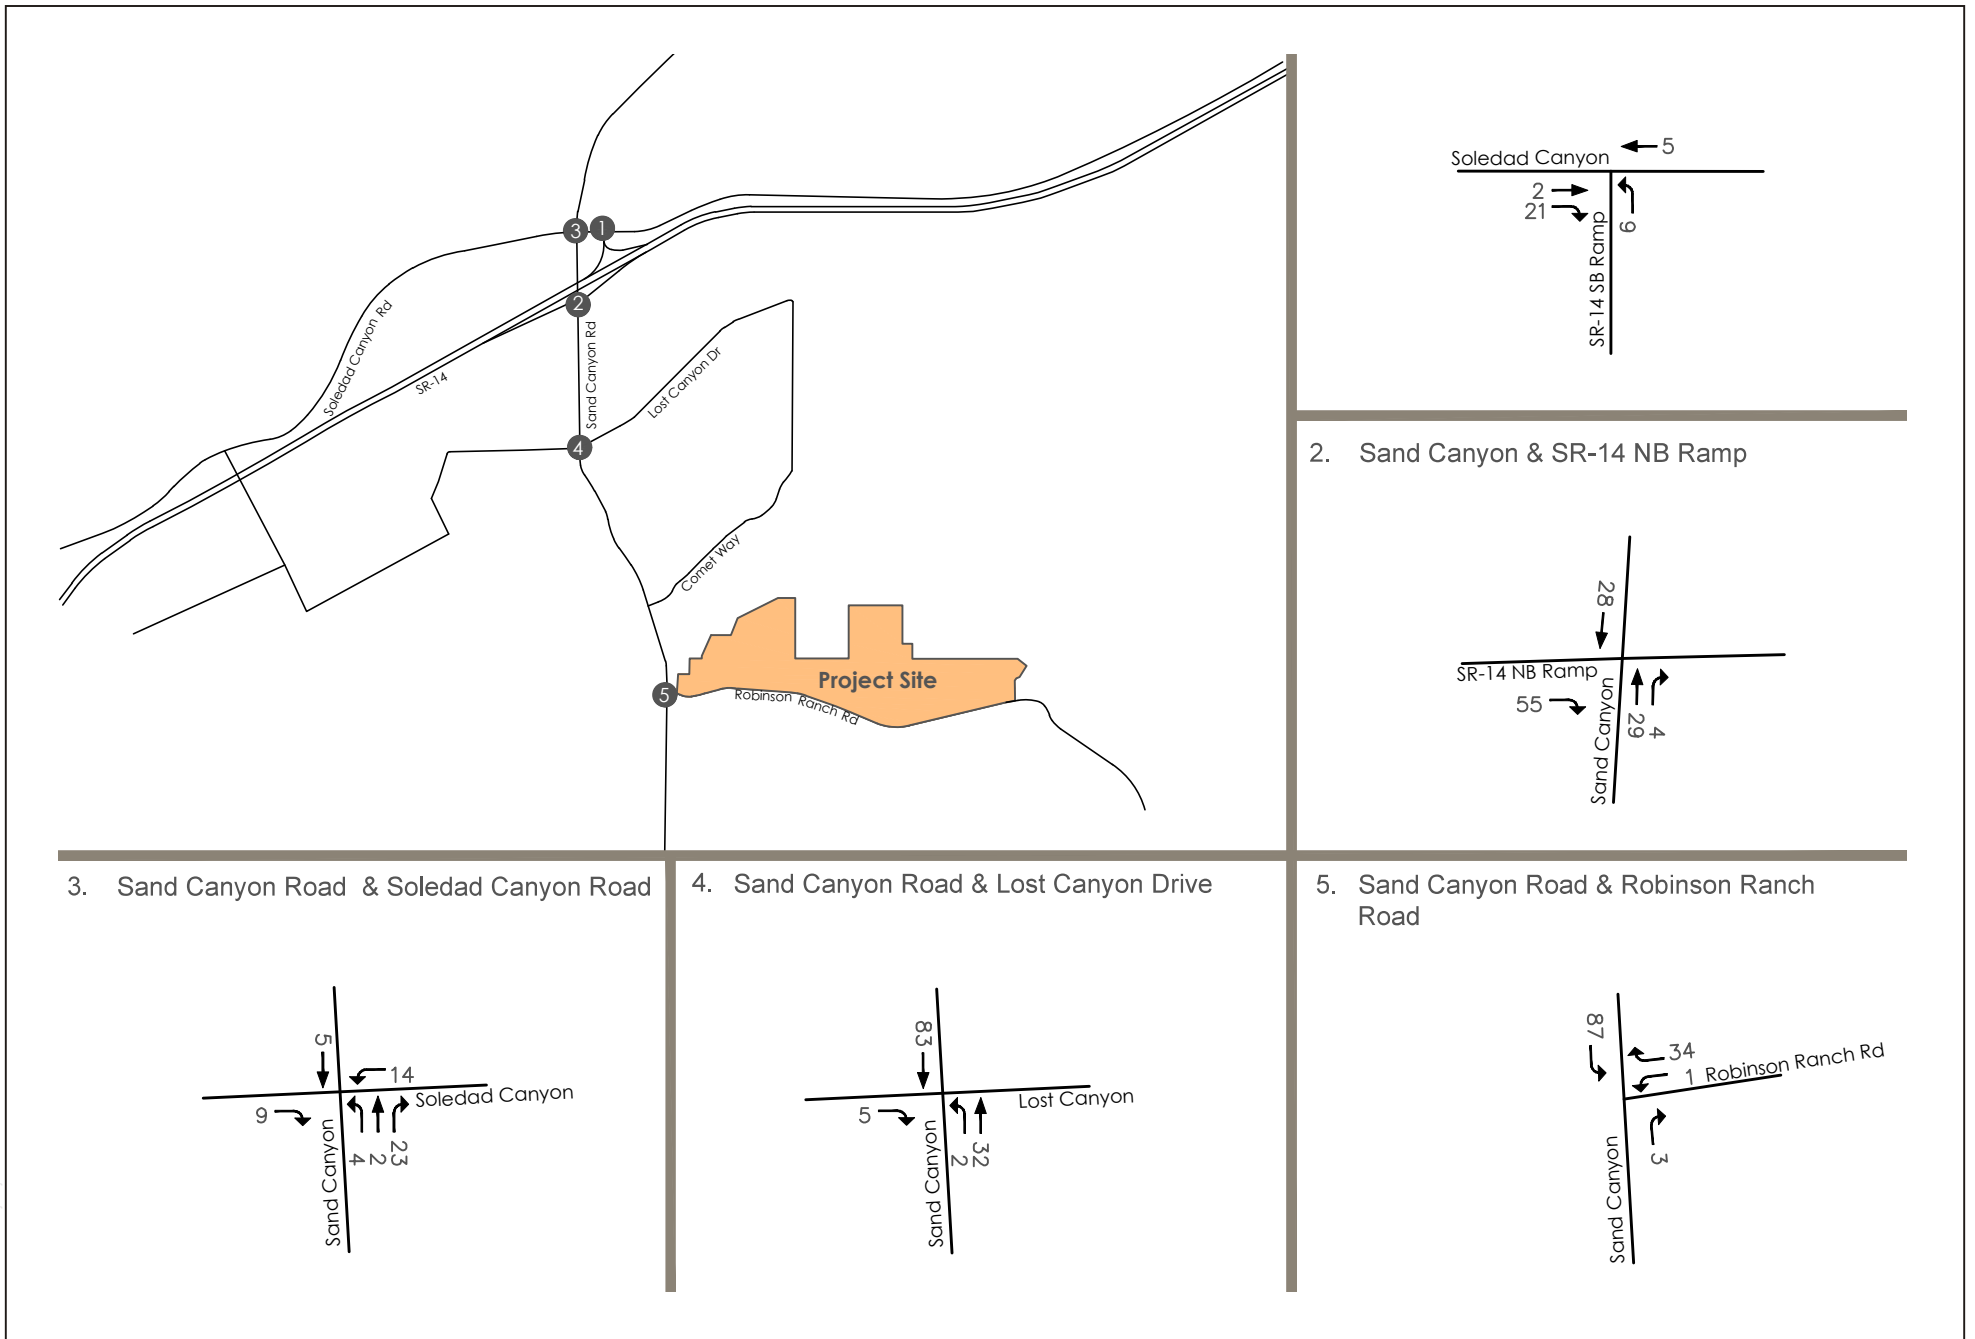 3
1
2
4
5
Soledad Canyon Rd
SR-14
Sand Canyon Rd
Lost Canyon Dr
Comet Way
Project Site
Robinson Ranch Rd
Soledad Canyon
5
2
21
9
SR-14 SB Ramp
2. Sand Canyon & SR-14 NB Ramp
28
SR-14 NB Ramp
55
29
4
Sand Canyon
3. Sand Canyon Road & Soledad Canyon Road
5
14
Soledad Canyon
9
4
2
23
Sand Canyon
4. Sand Canyon Road & Lost Canyon Drive
83
Lost Canyon
5
2
32
Sand Canyon
5. Sand Canyon Road & Robinson Ranch
Road
87
34
1
Robinson Ranch Rd
3
Sand Canyon